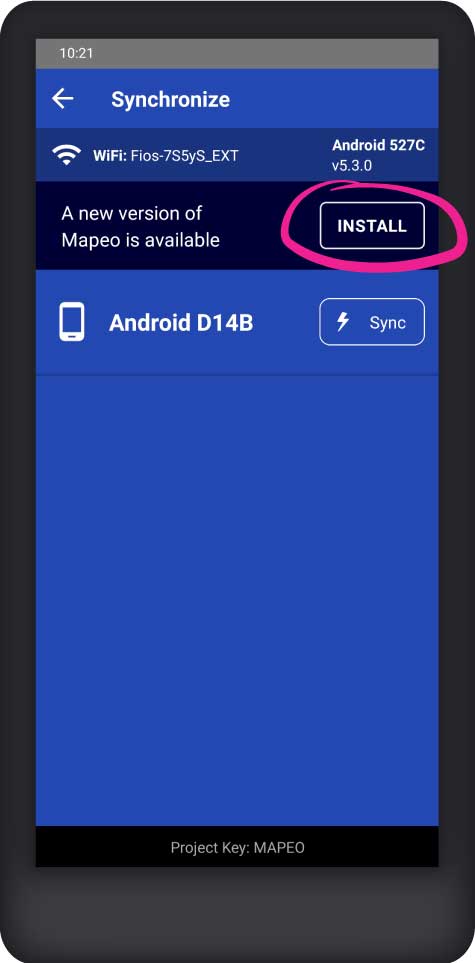 10:21
Synchronize
WiFi: Fios-7S5yS_EXT
Android 527C
v5.3.0
A new version of
Mapeo is available
INSTALL
Android D14B
Sync
Project Key: MAPEO